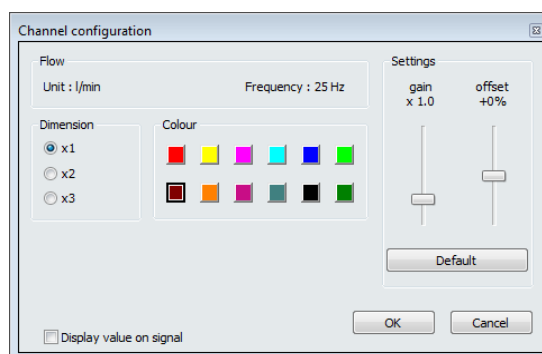 Channel configuration
Flow
Unit : l/min
Frequency : 25 Hz
Dimension
x1
x2
x3
Colour
Settings
gain
x 1.0
offset
+0%
Default
Display value on signal
OK
Cancel